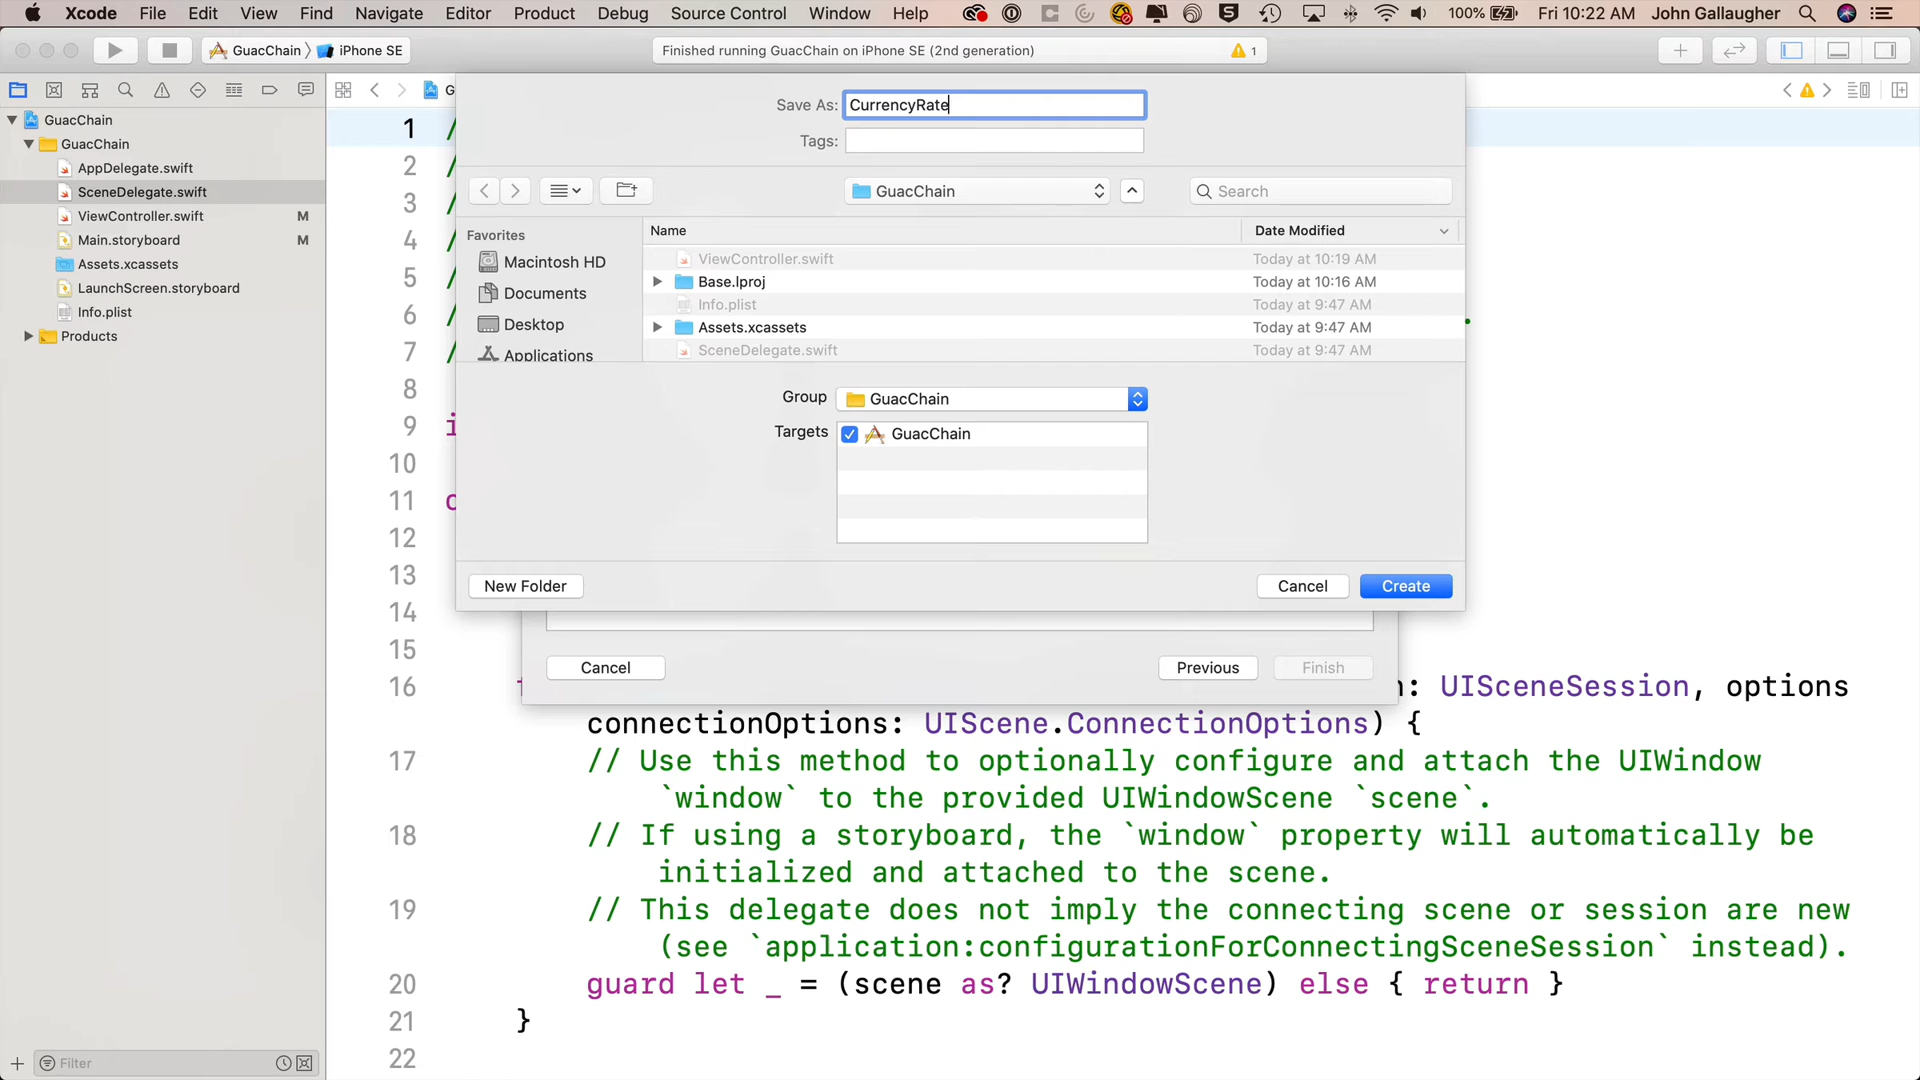 Xcode File Edit View Find Navigate Editor Product Debug Source Control Window Help 100% Fri 10:22 AM John Gallaugher
GuacChain iPhone SE
Finished running GuacChain on iPhone SE (2nd generation) 1
GuacChain
GuacChain
AppDelegate.swift
SceneDelegate.swift
ViewController.swift M
Main.storyboard M
Assets.xcassets
LaunchScreen.storyboard
Info.plist
Products
Filter
Save As: CurrencyRate
Tags:
GuacChain
Search
Favorites
Macintosh HD
Documents
Desktop
Applications
Name Date Modified
ViewController.swift Today at 10:19 AM
Base.lproj Today at 10:16 AM
Info.plist Today at 9:47 AM
Assets.xcassets Today at 9:47 AM
SceneDelegate.swift Today at 9:47 AM
Group GuacChain
Targets GuacChain
New Folder Cancel Create
Cancel Previous Finish
1 /
2 /
3 /
4 /
5 /
6 /
7 /
8
9 i
10
11 c
12
13
14
15
16 : UISceneSession, options
connectionOptions: UIScene.ConnectionOptions) {
17 // Use this method to optionally configure and attach the UIWindow
`window` to the provided UIWindowScene `scene`.
18 // If using a storyboard, the `window` property will automatically be
initialized and attached to the scene.
19 // This delegate does not imply the connecting scene or session are new
(see `application:configurationForConnectingSceneSession` instead).
20 guard let _ = (scene as? UIWindowScene) else { return }
21 }
22